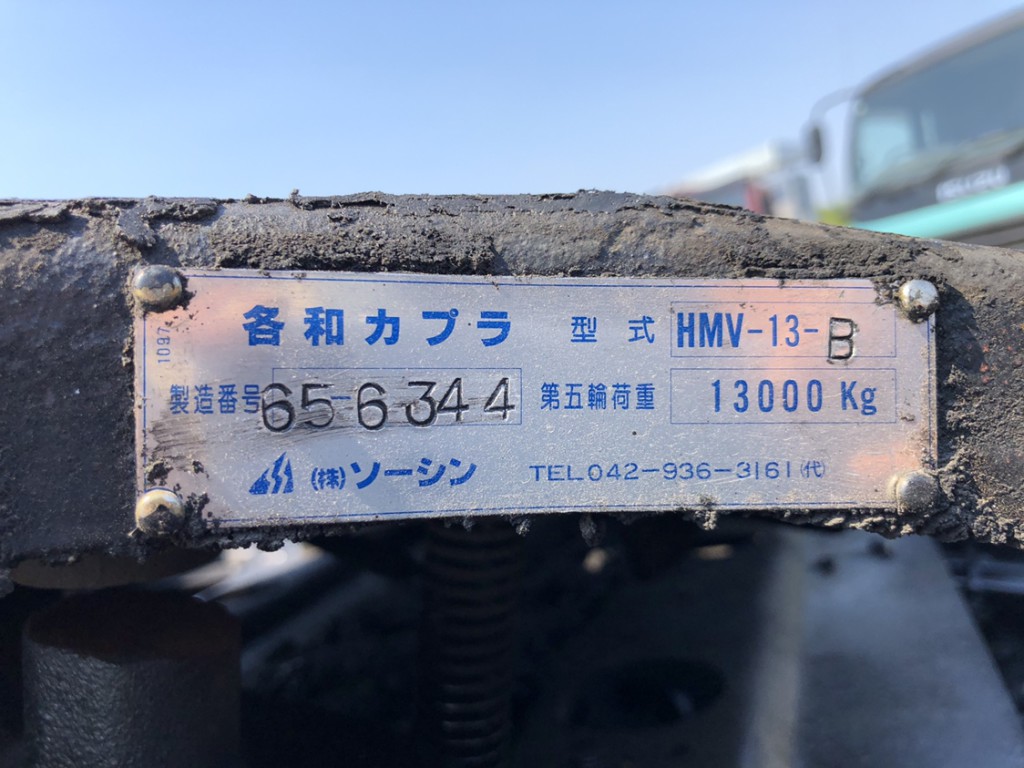 各和カプラ 型式 HMV-13-B
製造番号 65-6344 第五輪荷重 13000 Kg
(株)ソーシン TEL 042-936-3161(代)
1097
ISUZU